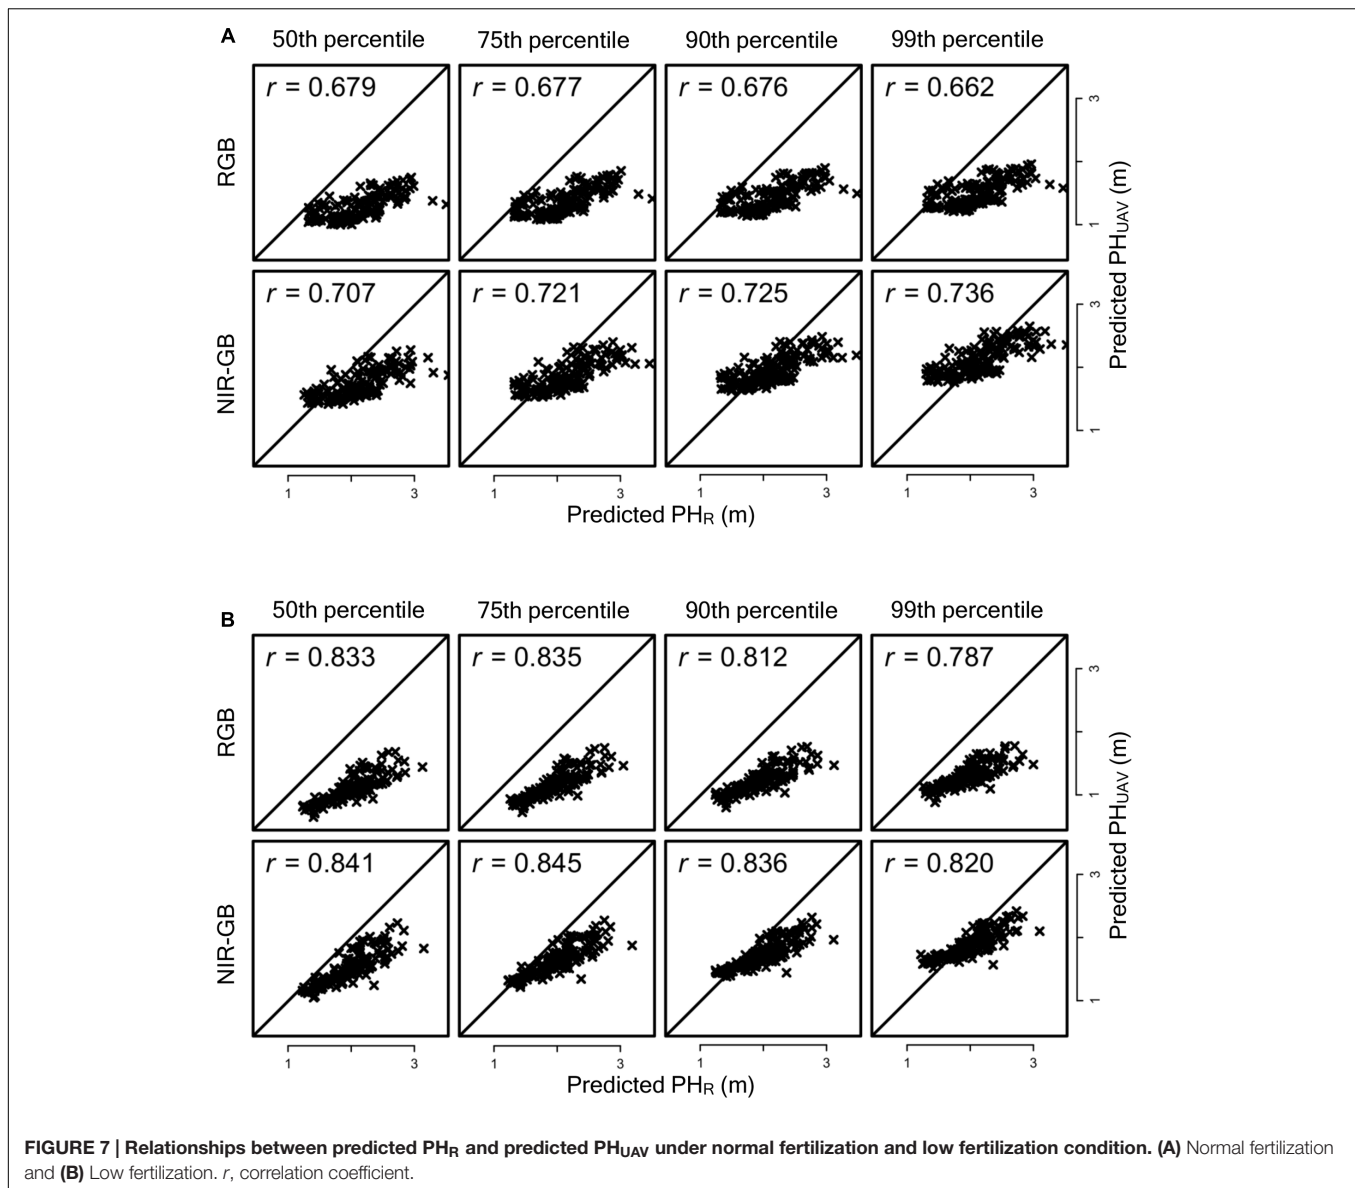 A
50th percentile 75th percentile 90th percentile 99th percentile
RGB
r = 0.679 r = 0.677 r = 0.676 r = 0.662
3
1
Predicted PHUAV (m)
NIR-GB
r = 0.707 r = 0.721 r = 0.725 r = 0.736
3
1
1 3 1 3 1 3 1 3
Predicted PHR (m)
B
50th percentile 75th percentile 90th percentile 99th percentile
RGB
r = 0.833 r = 0.835 r = 0.812 r = 0.787
3
1
Predicted PHUAV (m)
NIR-GB
r = 0.841 r = 0.845 r = 0.836 r = 0.820
3
1
1 3 1 3 1 3 1 3
Predicted PHR (m)
FIGURE 7 | Relationships between predicted PHR and predicted PHUAV under normal fertilization and low fertilization condition. (A) Normal fertilization
and (B) Low fertilization. r, correlation coefficient.